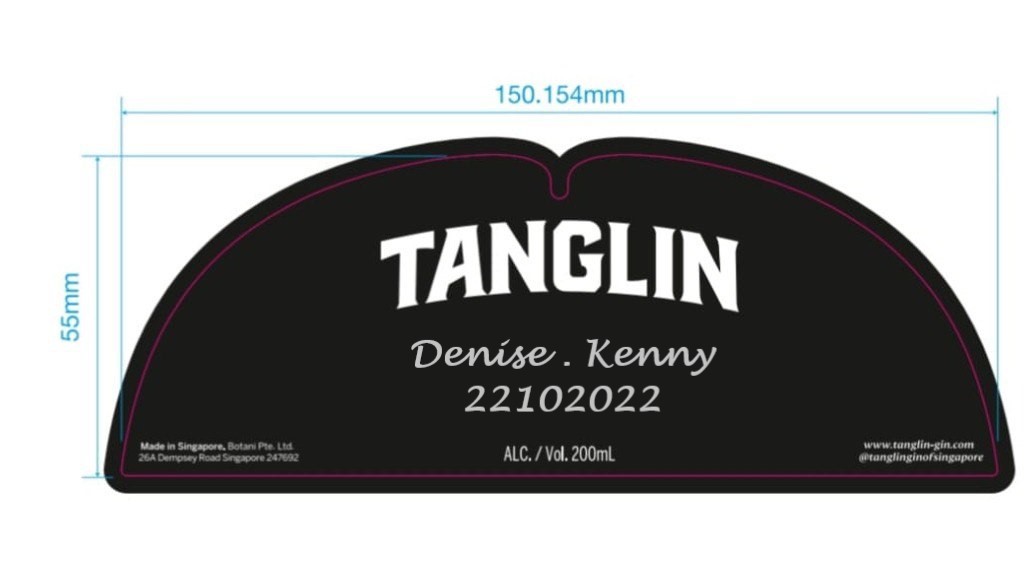 150.154mm
55mm
TANGLIN
Denise . Kenny
22102022
Made in Singapore, Botani Pte. Ltd.
26A Dempsey Road Singapore 247692
ALC. / Vol. 200mL
www.tanglin-gin.com
@tanglinginofsingapore